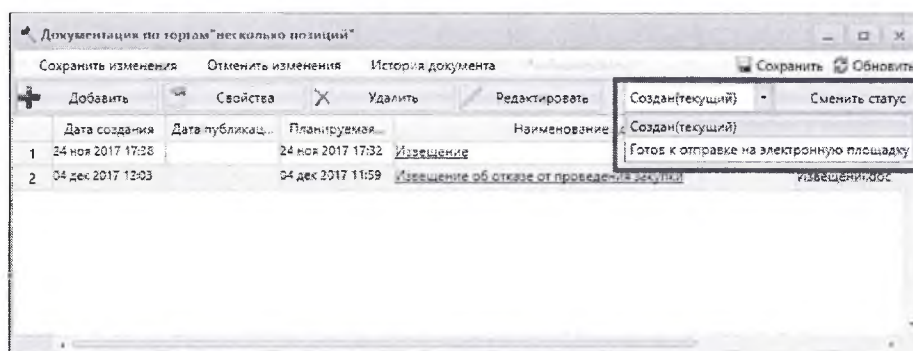 Документация по торгам"несколько позиций"
Сохранить изменения Отменить изменения История документа Сохранить Обновить
Добавить Свойства Удалить Редактировать Создан(текущий) Сменить статус
Дата создания Дата публикац... Планируемая... Наименование Создан(текущий)
Готов к отправке на электронную площадку
1 24 ноя 2017 17:38 24 ноя 2017 17:32 Извещение
2 04 дек 2017 12:03 04 дек 2017 11:59 Извещение об отказе от проведения закупки Извещение.doc